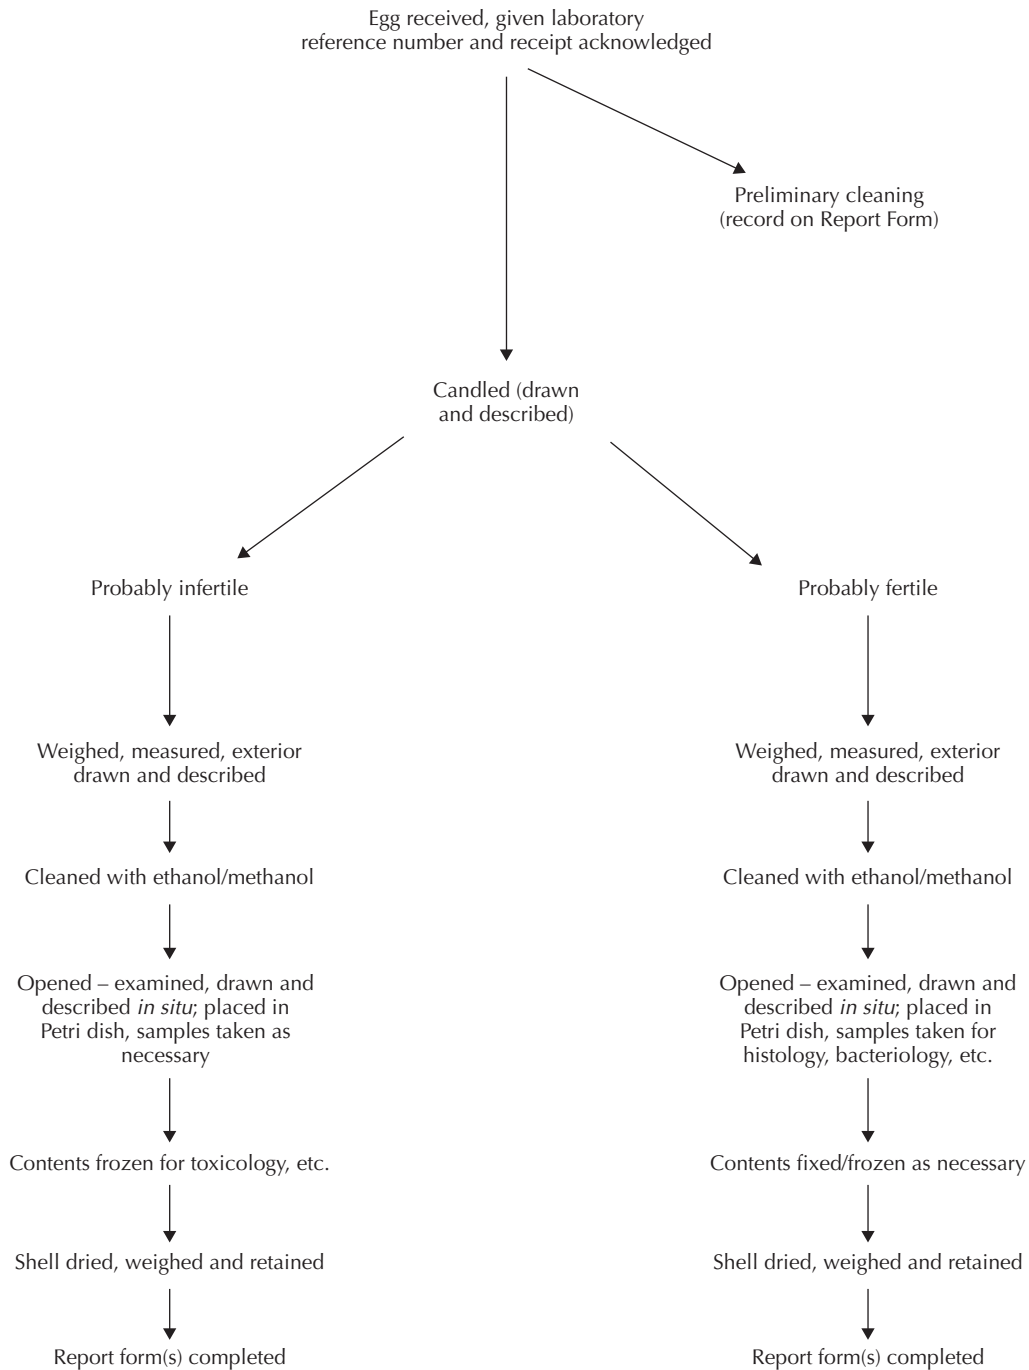 Egg received, given laboratory
reference number and receipt acknowledged
Preliminary cleaning
(record on Report Form)
Candled (drawn
and described)
Probably infertile
Weighed, measured, exterior
drawn and described
Cleaned with ethanol/methanol
Opened – examined, drawn and
described in situ; placed in
Petri dish, samples taken as
necessary
Contents frozen for toxicology, etc.
Shell dried, weighed and retained
Report form(s) completed
Probably fertile
Weighed, measured, exterior
drawn and described
Cleaned with ethanol/methanol
Opened – examined, drawn and
described in situ; placed in
Petri dish, samples taken for
histology, bacteriology, etc.
Contents fixed/frozen as necessary
Shell dried, weighed and retained
Report form(s) completed